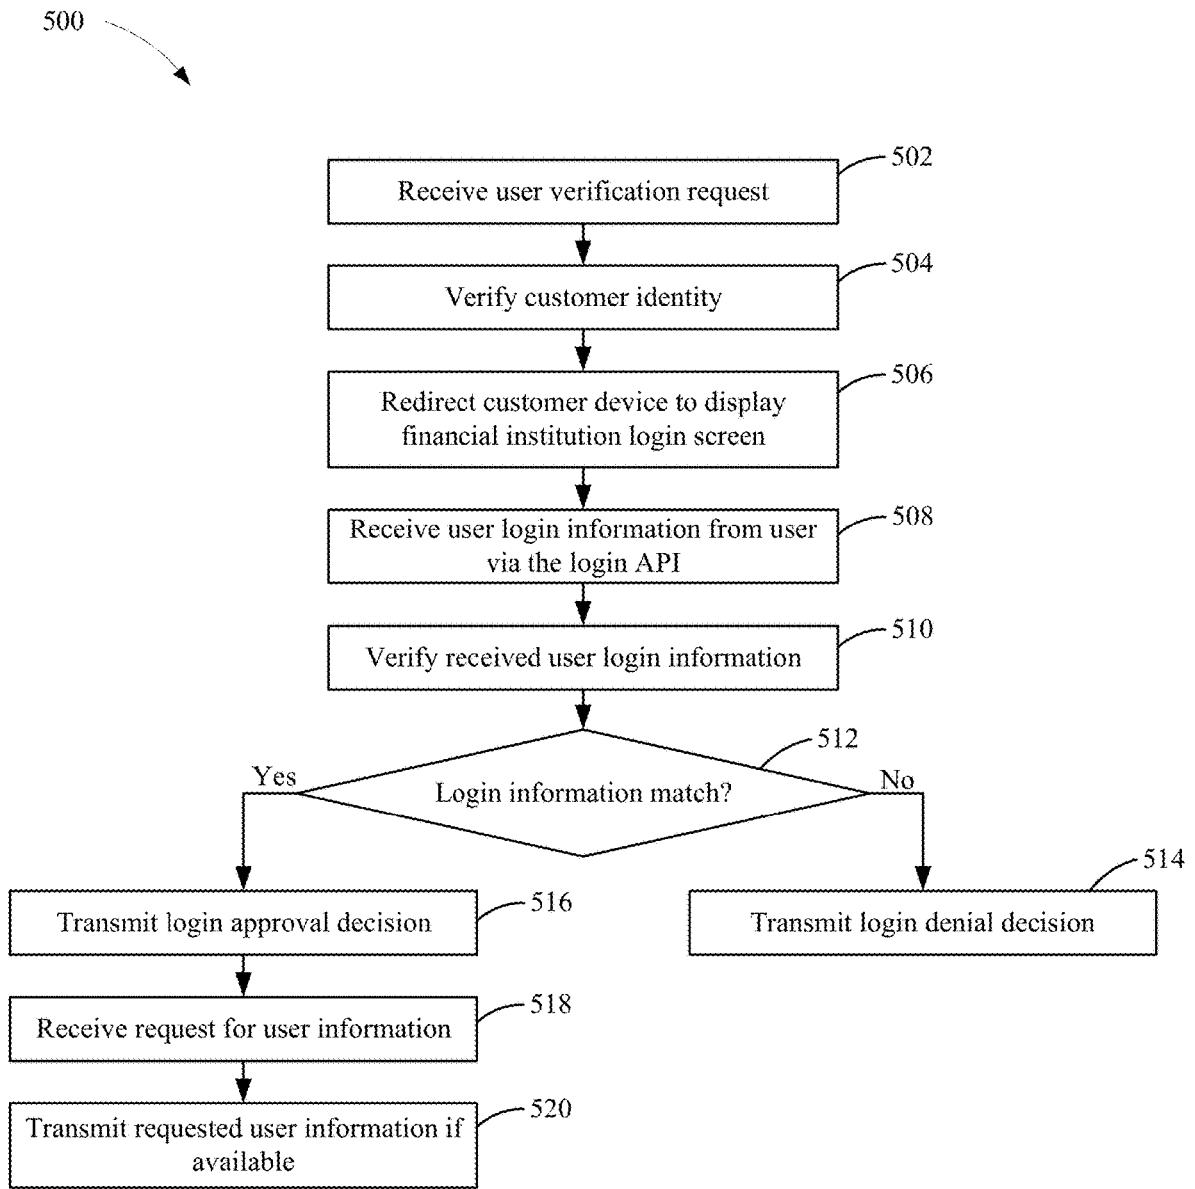 500
502
Receive user verification request
504
Verify customer identity
506
Redirect customer device to display
financial institution login screen
508
Receive user login information from user
via the login API
510
Verify received user login information
512
Yes
Login information match?
No
514
516
Transmit login approval decision
Transmit login denial decision
518
Receive request for user information
520
Transmit requested user information if
available